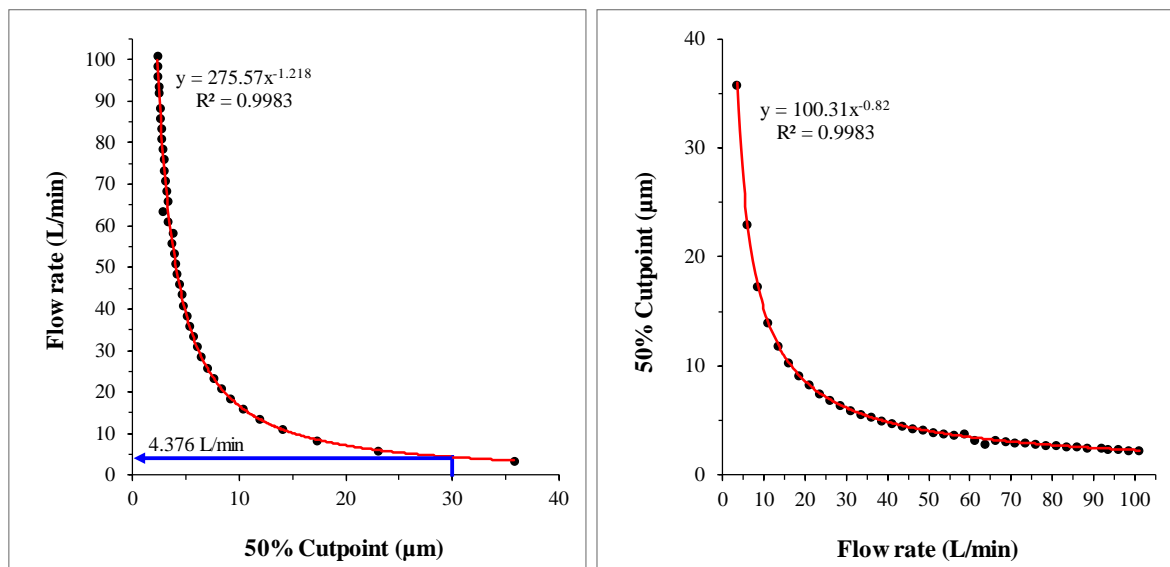 100
90
80
70
60
50
40
30
20
10
0
Flow rate (L/min)
y = 275.57x^-1.218
R² = 0.9983
4.376 L/min
0 10 20 30 40
50% Cutpoint (µm)
40
30
20
10
0
50% Cutpoint (µm)
y = 100.31x^-0.82
R² = 0.9983
0 10 20 30 40 50 60 70 80 90 100
Flow rate (L/min)